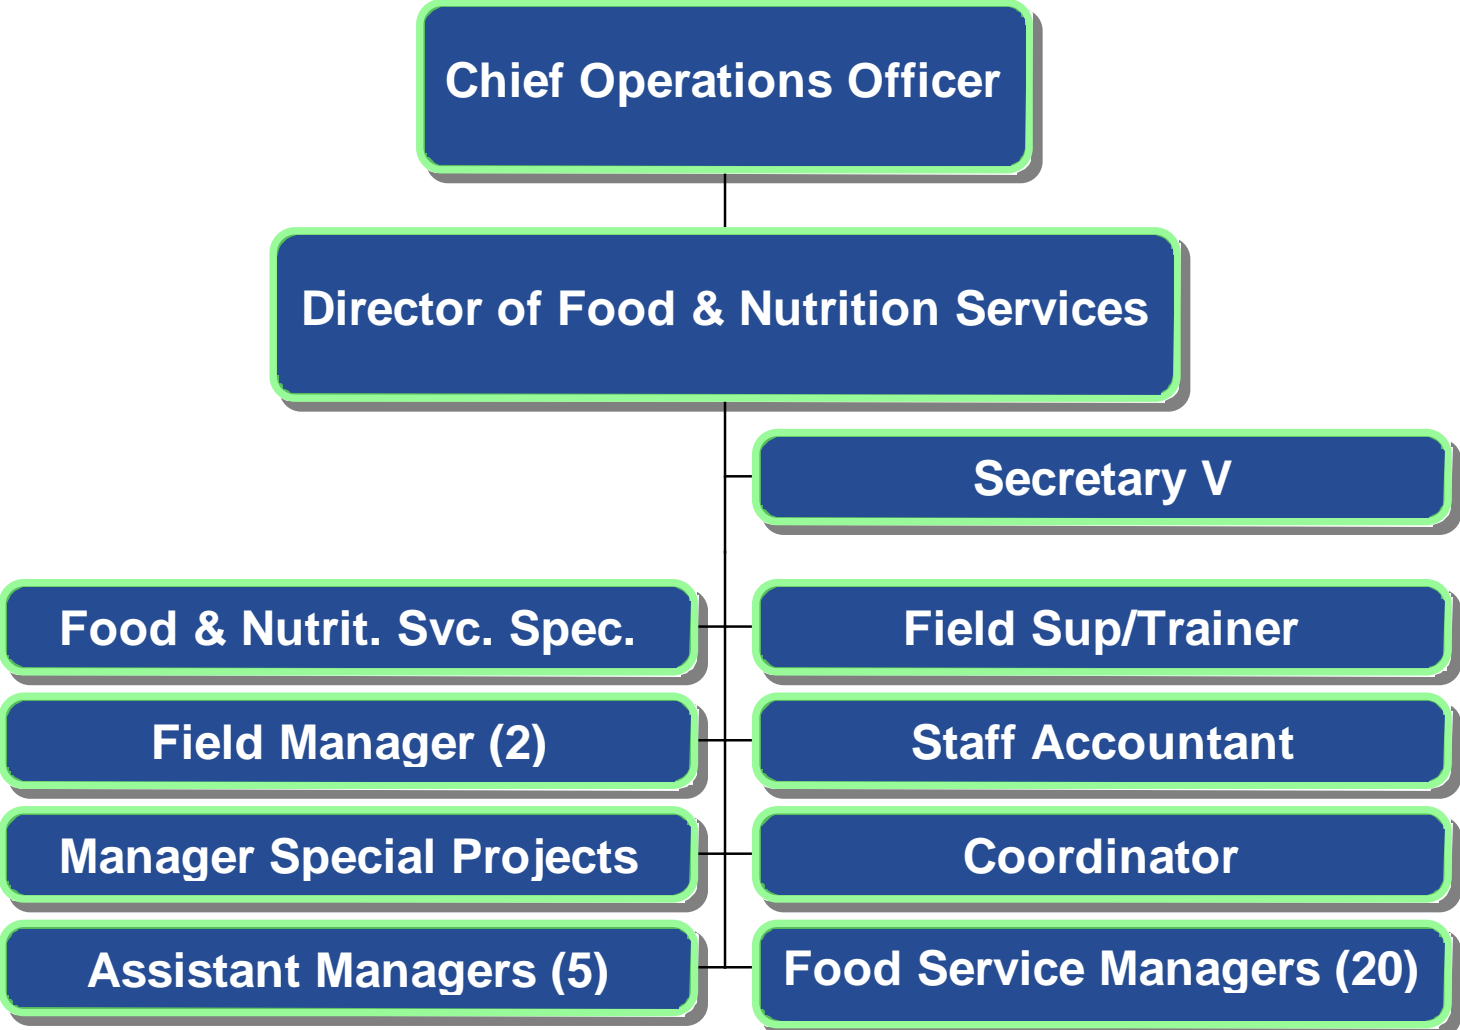 Chief Operations Officer
Director of Food & Nutrition Services
Secretary V
Food & Nutrit. Svc. Spec.
Field Sup/Trainer
Field Manager (2)
Staff Accountant
Manager Special Projects
Coordinator
Assistant Managers (5)
Food Service Managers (20)